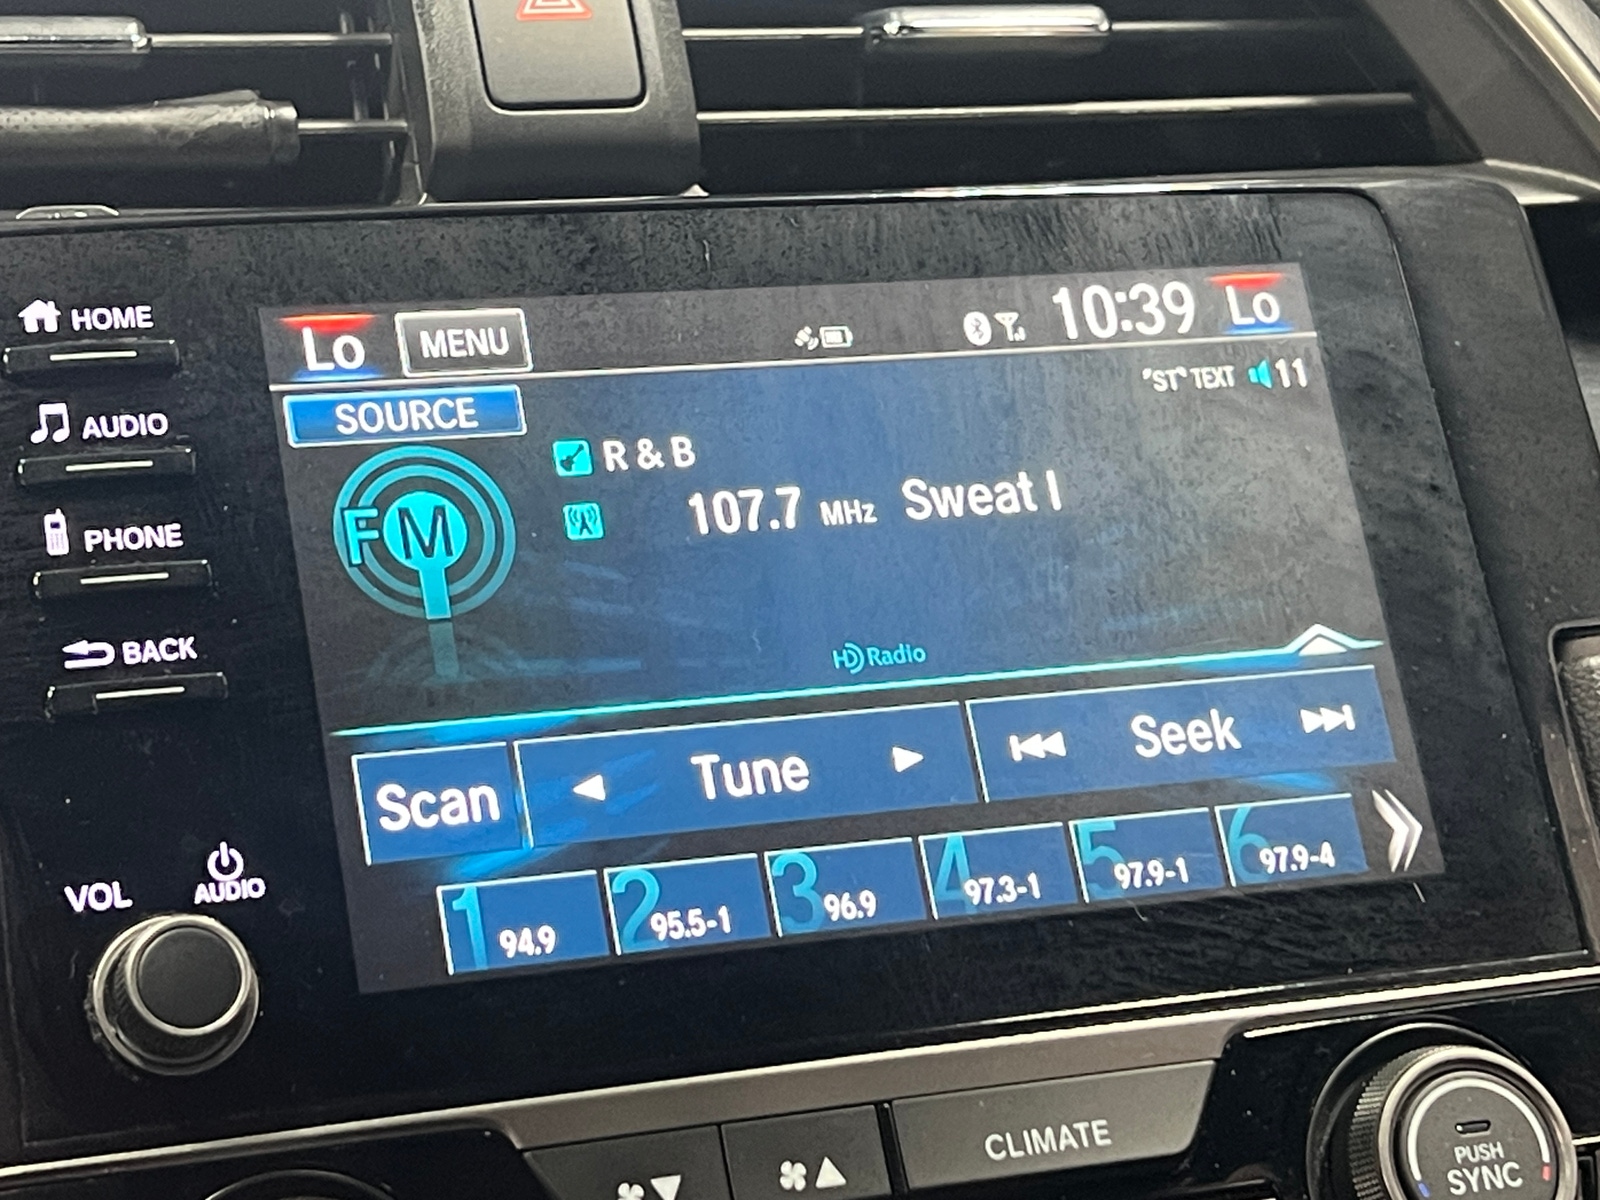 HOME
AUDIO
PHONE
BACK
VOL
AUDIO
Lo
MENU
10:39
Lo
"ST" TEXT 11
SOURCE
FM
R & B
107.7 MHz Sweat I
HD Radio
Scan
Tune
Seek
1 94.9
2 95.5-1
3 96.9
4 97.3-1
5 97.9-1
6 97.9-4
CLIMATE
PUSH
SYNC